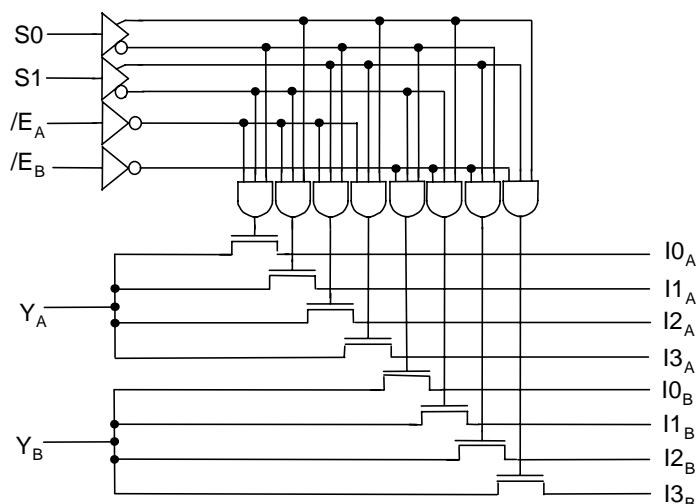 S0
S1
/E_A
/E_B
Y_A
Y_B
I0_A
I1_A
I2_A
I3_A
I0_B
I1_B
I2_B
I3_B